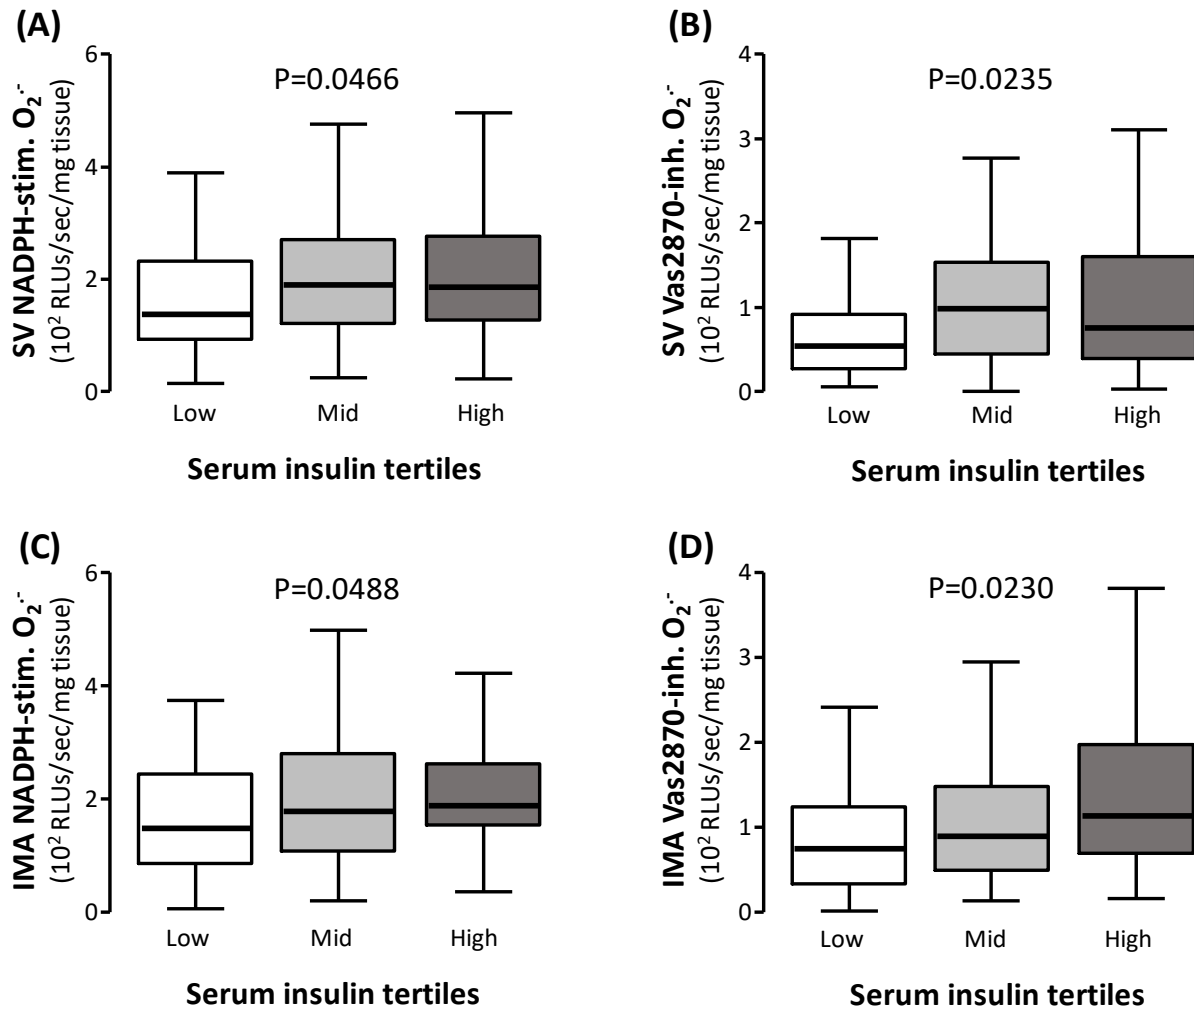 (A)
SV NADPH-stim. O₂·⁻
(10² RLUs/sec/mg tissue)
6
4
2
0
P=0.0466
Low Mid High
Serum insulin tertiles
(B)
SV Vas2870-inh. O₂·⁻
(10² RLUs/sec/mg tissue)
4
3
2
1
0
P=0.0235
Low Mid High
Serum insulin tertiles
(C)
IMA NADPH-stim. O₂·⁻
(10² RLUs/sec/mg tissue)
6
4
2
0
P=0.0488
Low Mid High
Serum insulin tertiles
(D)
IMA Vas2870-inh. O₂·⁻
(10² RLUs/sec/mg tissue)
4
3
2
1
0
P=0.0230
Low Mid High
Serum insulin tertiles